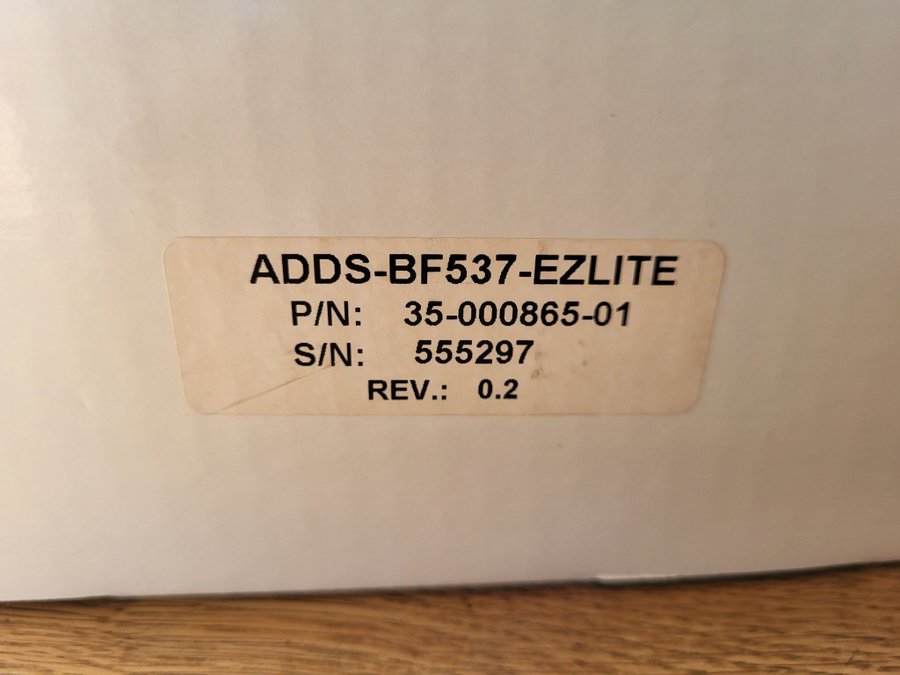 ADDS-BF537-EZLITE
P/N: 35-000865-01
S/N: 555297
REV.: 0.2